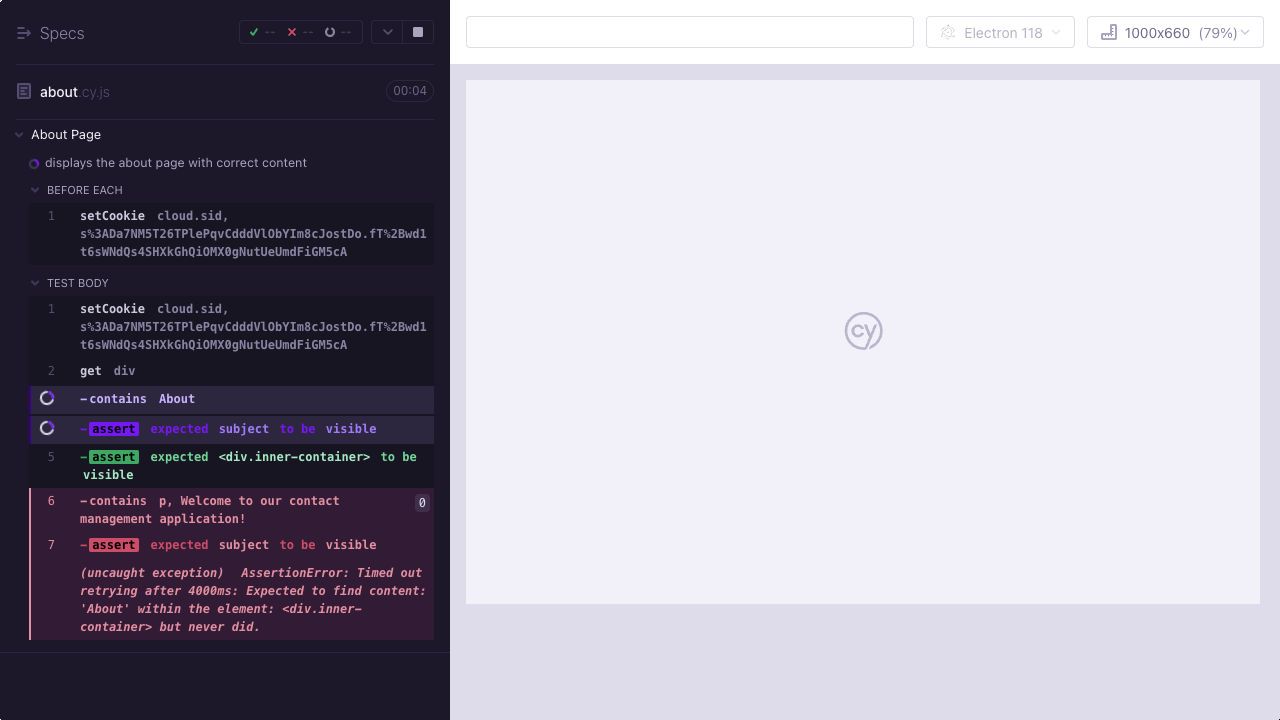 Specs
--
--
--
Electron 118
1000x660 (79%)
about.cy.js
00:04
About Page
displays the about page with correct content
BEFORE EACH
1 setCookie cloud.sid,
s%3ADa7NM5T26TPlePqvCdddVlObYIm8cJostDo.fT%2Bwd1
t6sWNdQs4SHXkGhQiOMX0gNutUeUmdFiGM5cA
TEST BODY
1 setCookie cloud.sid,
s%3ADa7NM5T26TPlePqvCdddVlObYIm8cJostDo.fT%2Bwd1
t6sWNdQs4SHXkGhQiOMX0gNutUeUmdFiGM5cA
2 get div
-contains About
-assert expected subject to be visible
5 -assert expected <div.inner-container> to be
visible
6 -contains p, Welcome to our contact 0
management application!
7 -assert expected subject to be visible
(uncaught exception) AssertionError: Timed out
retrying after 4000ms: Expected to find content:
'About' within the element: <div.inner-
container> but never did.
cy